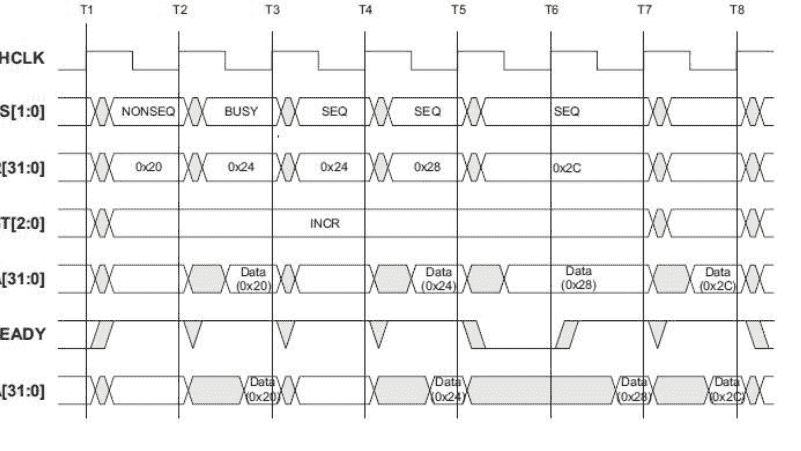 T1 T2 T3 T4 T5 T6 T7 T8
HCLK
S[1:0] NONSEQ BUSY SEQ SEQ SEQ
R[31:0] 0x20 0x24 0x24 0x28 0x2C
T[2:0] INCR
A[31:0] Data (0x20) Data (0x24) Data (0x28) Data (0x2C)
EADY
A[31:0] Data (0x20) Data (0x24) Data (0x28) Data (0x2C)